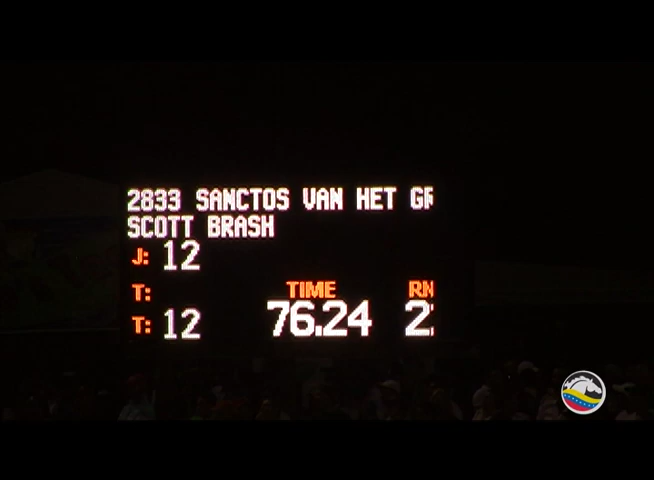 2833 SANCTOS VAN HET
SCOTT BRASH
J: 12
T:
TIME
T: 12
76.24